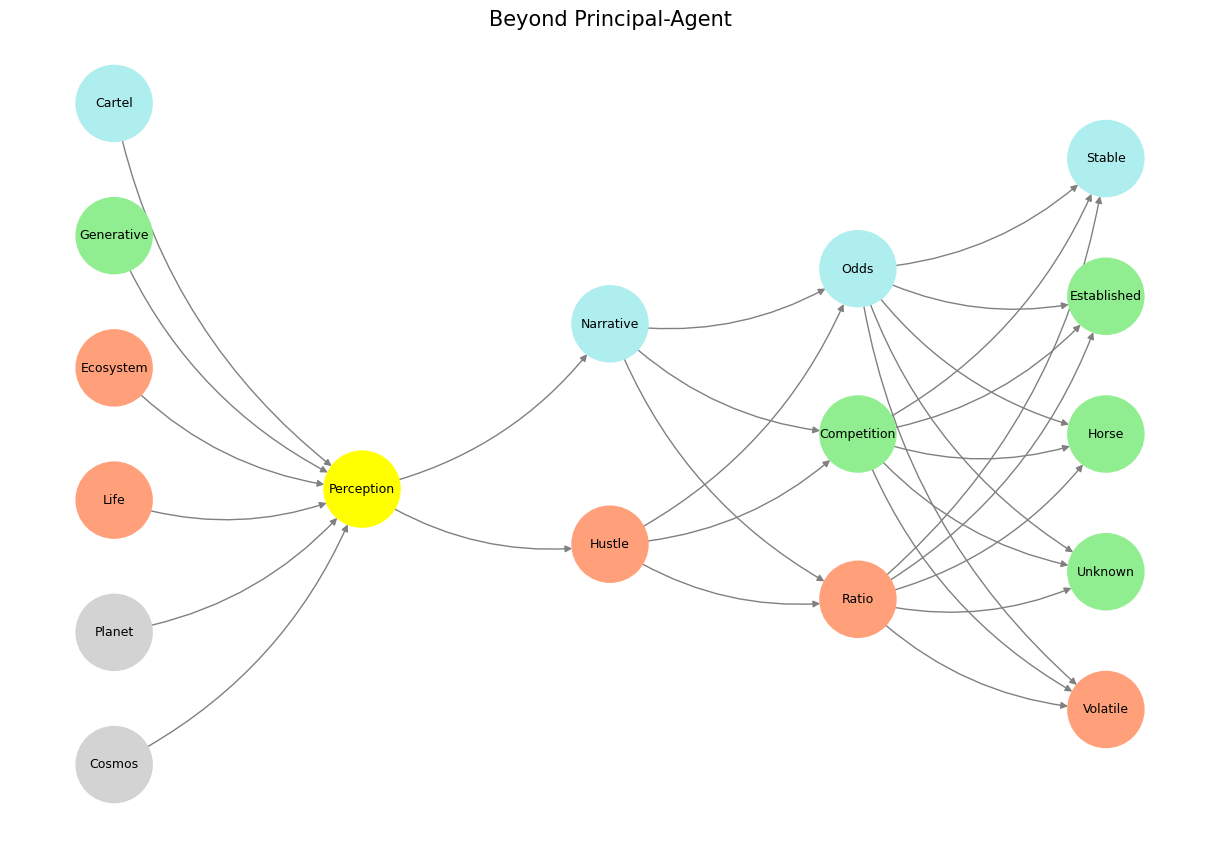 Beyond Principal-Agent
Cartel
Generative
Ecosystem
Life
Planet
Cosmos
Perception
Narrative
Hustle
Odds
Competition
Ratio
Stable
Established
Horse
Unknown
Volatile